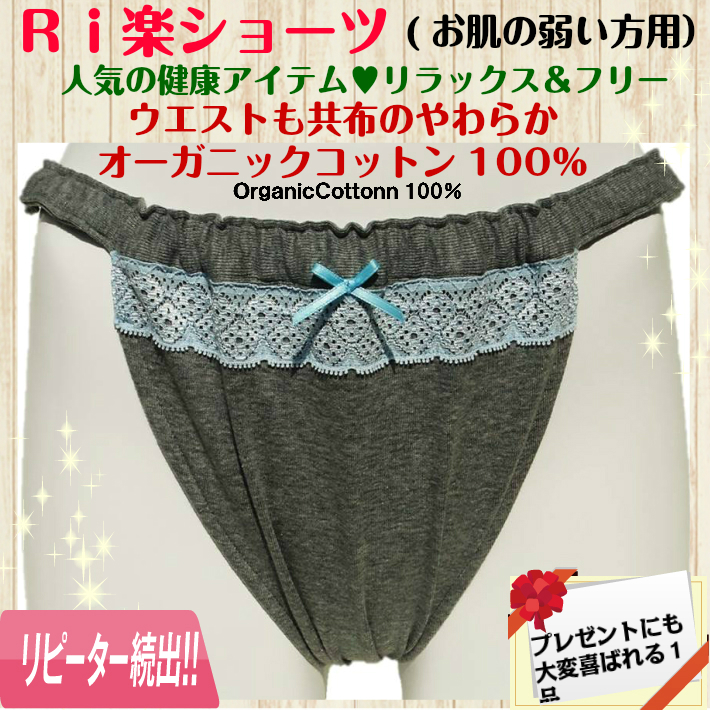 Ｒｉ楽ショーツ（お肌の弱い方用）
人気の健康アイテム♥リラックス＆フリー
ウエストも共布のやわらか
オーガニックコットン100%
OrganicCottonn 100%
リピーター続出!!
プレゼントにも
大変喜ばれる１
品